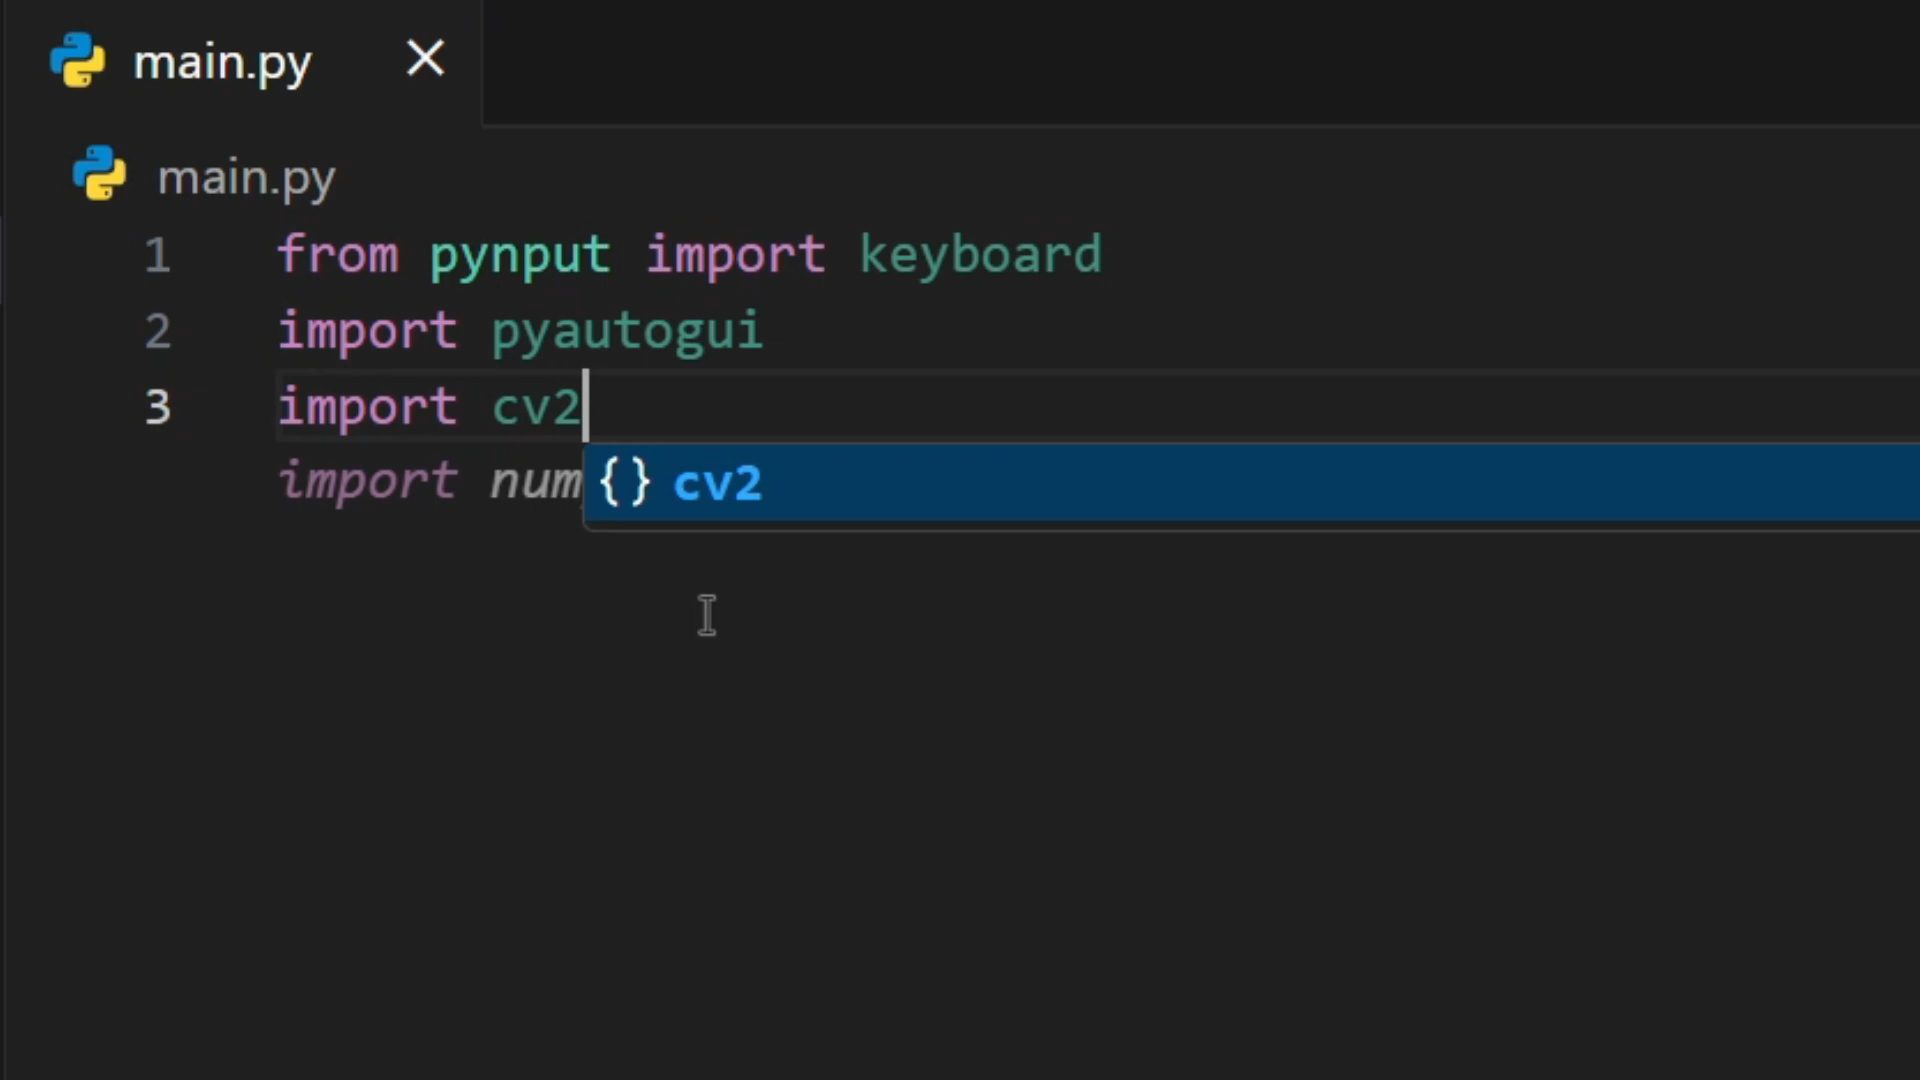 main.py
main.py
1 from pynput import keyboard
2 import pyautogui
3 import cv2
import num
{} cv2